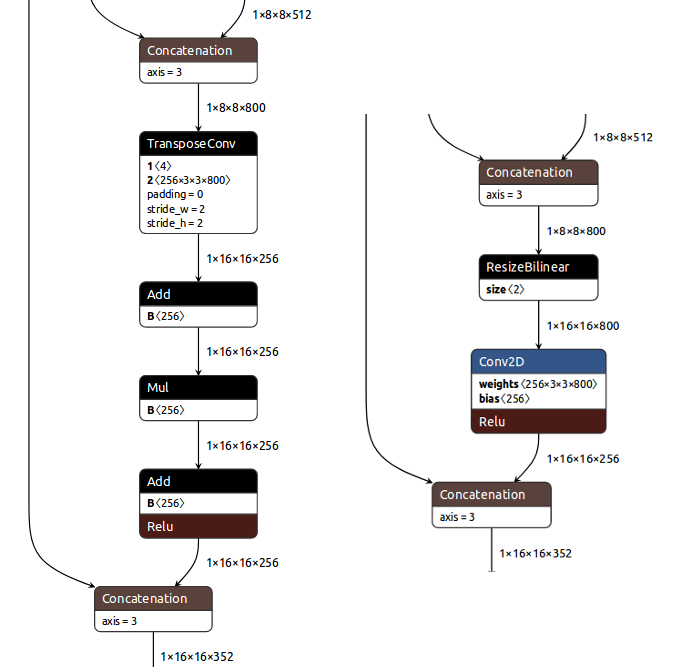 1×8×8×512
Concatenation
axis = 3
1×8×8×800
TransposeConv
1⟨4⟩
2⟨256×3×3×800⟩
padding = 0
stride_w = 2
stride_h = 2
1×16×16×256
Add
B⟨256⟩
1×16×16×256
Mul
B⟨256⟩
1×16×16×256
Add
B⟨256⟩
Relu
1×16×16×256
Concatenation
axis = 3
1×16×16×352
1×8×8×512
Concatenation
axis = 3
1×8×8×800
ResizeBilinear
size⟨2⟩
1×16×16×800
Conv2D
weights⟨256×3×3×800⟩
bias⟨256⟩
Relu
1×16×16×256
Concatenation
axis = 3
1×16×16×352